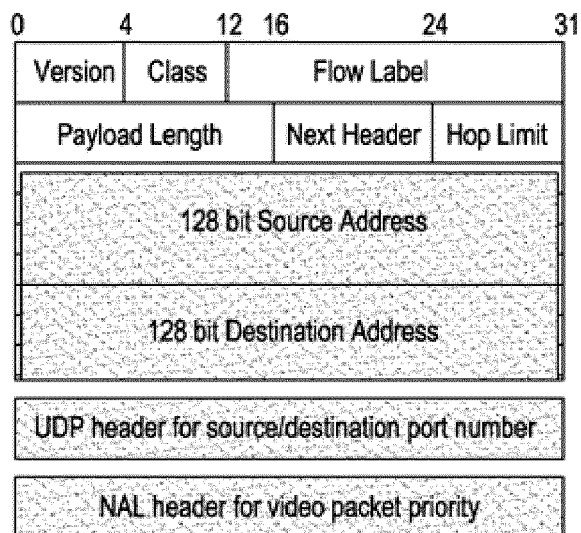 0 4 12 16 24 31
Version Class Flow Label
Payload Length Next Header Hop Limit
128 bit Source Address
128 bit Destination Address
UDP header for source/destination port number
NAL header for video packet priority